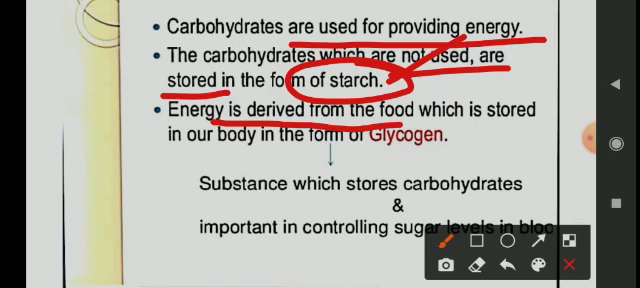 • Carbohydrates are used for providing energy.
• The carbohydrates which are not used, are
stored in the form of starch.
• Energy is derived from the food which is stored
in our body in the form of Glycogen.
Substance which stores carbohydrates
&
important in controlling sugar levels in bloo